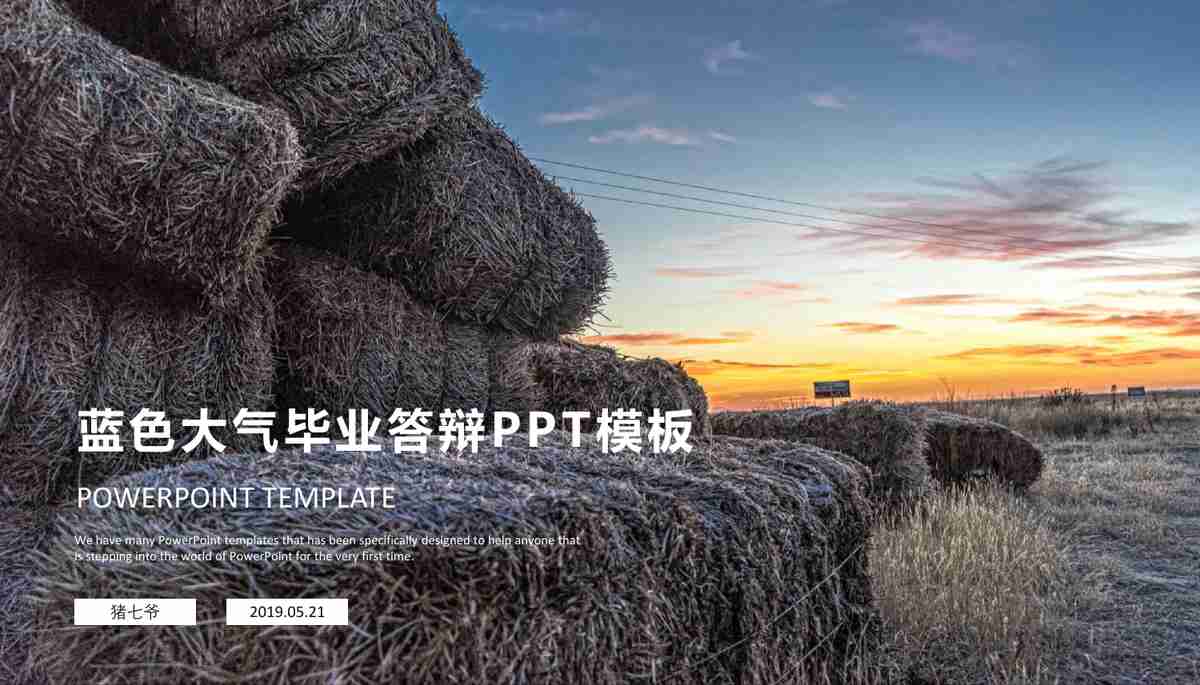 蓝色大气毕业答辩PPT模板
POWERPOINT TEMPLATE
We have many PowerPoint templates that has been specifically designed to help anyone that
is stepping into the world of PowerPoint for the very first time.
猪七爷
2019.05.21